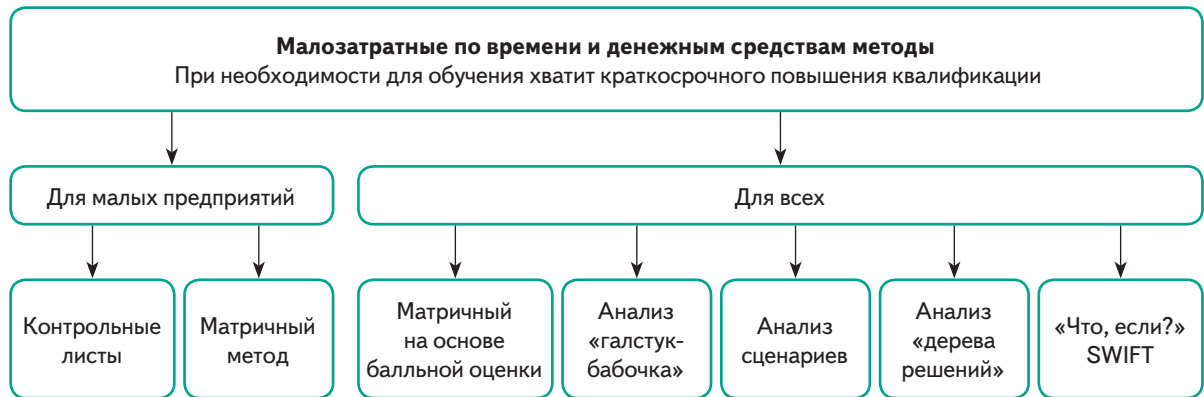 Малозатратные по времени и денежным средствам методы
При необходимости для обучения хватит краткосрочного повышения квалификации
Для малых предприятий
Для всех
Контрольные
листы
Матричный
метод
Матричный
на основе
балльной оценки
Анализ
«галстук-
бабочка»
Анализ
сценариев
Анализ
«дерева
решений»
«Что, если?»
SWIFT